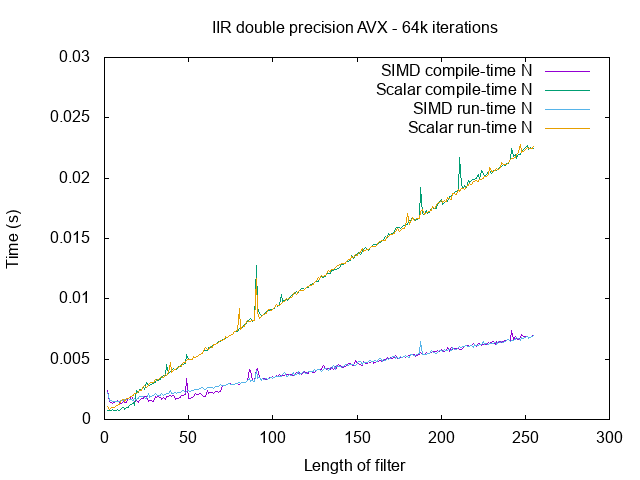 IIR double precision AVX - 64k iterations
0.03
SIMD compile-time N
Scalar compile-time N
SIMD run-time N
Scalar run-time N
0.025
0.02
0.015
0.01
0.005
0
Time (s)
0 50 100 150 200 250 300
Length of filter